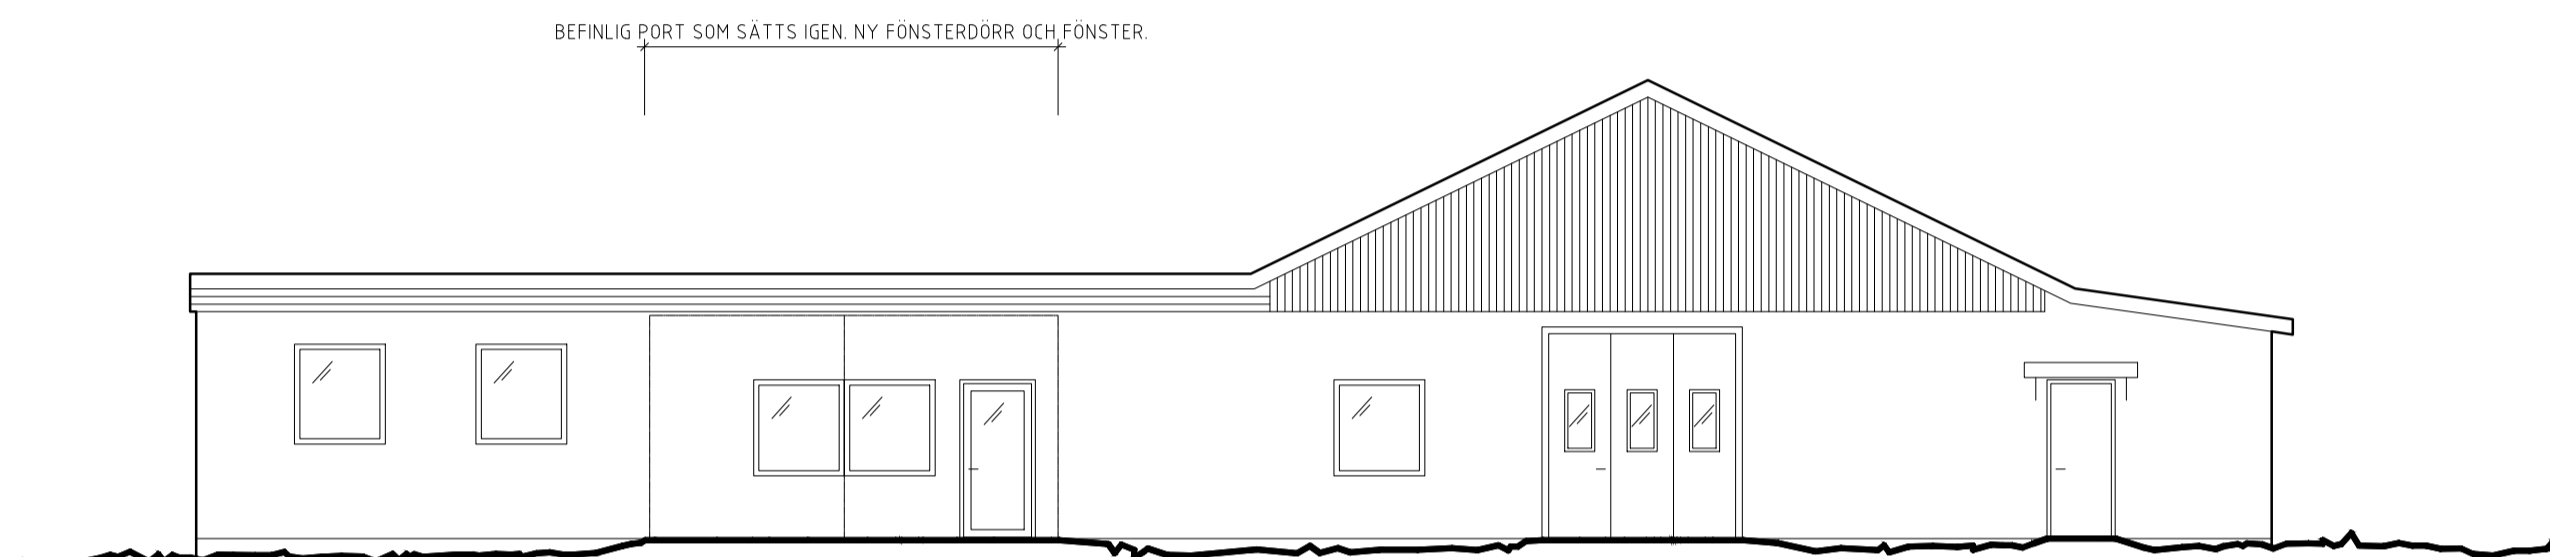 BEFINLIG PORT SOM SÄTTS IGEN. NY FÖNSTERDÖRR OCH FÖNSTER.